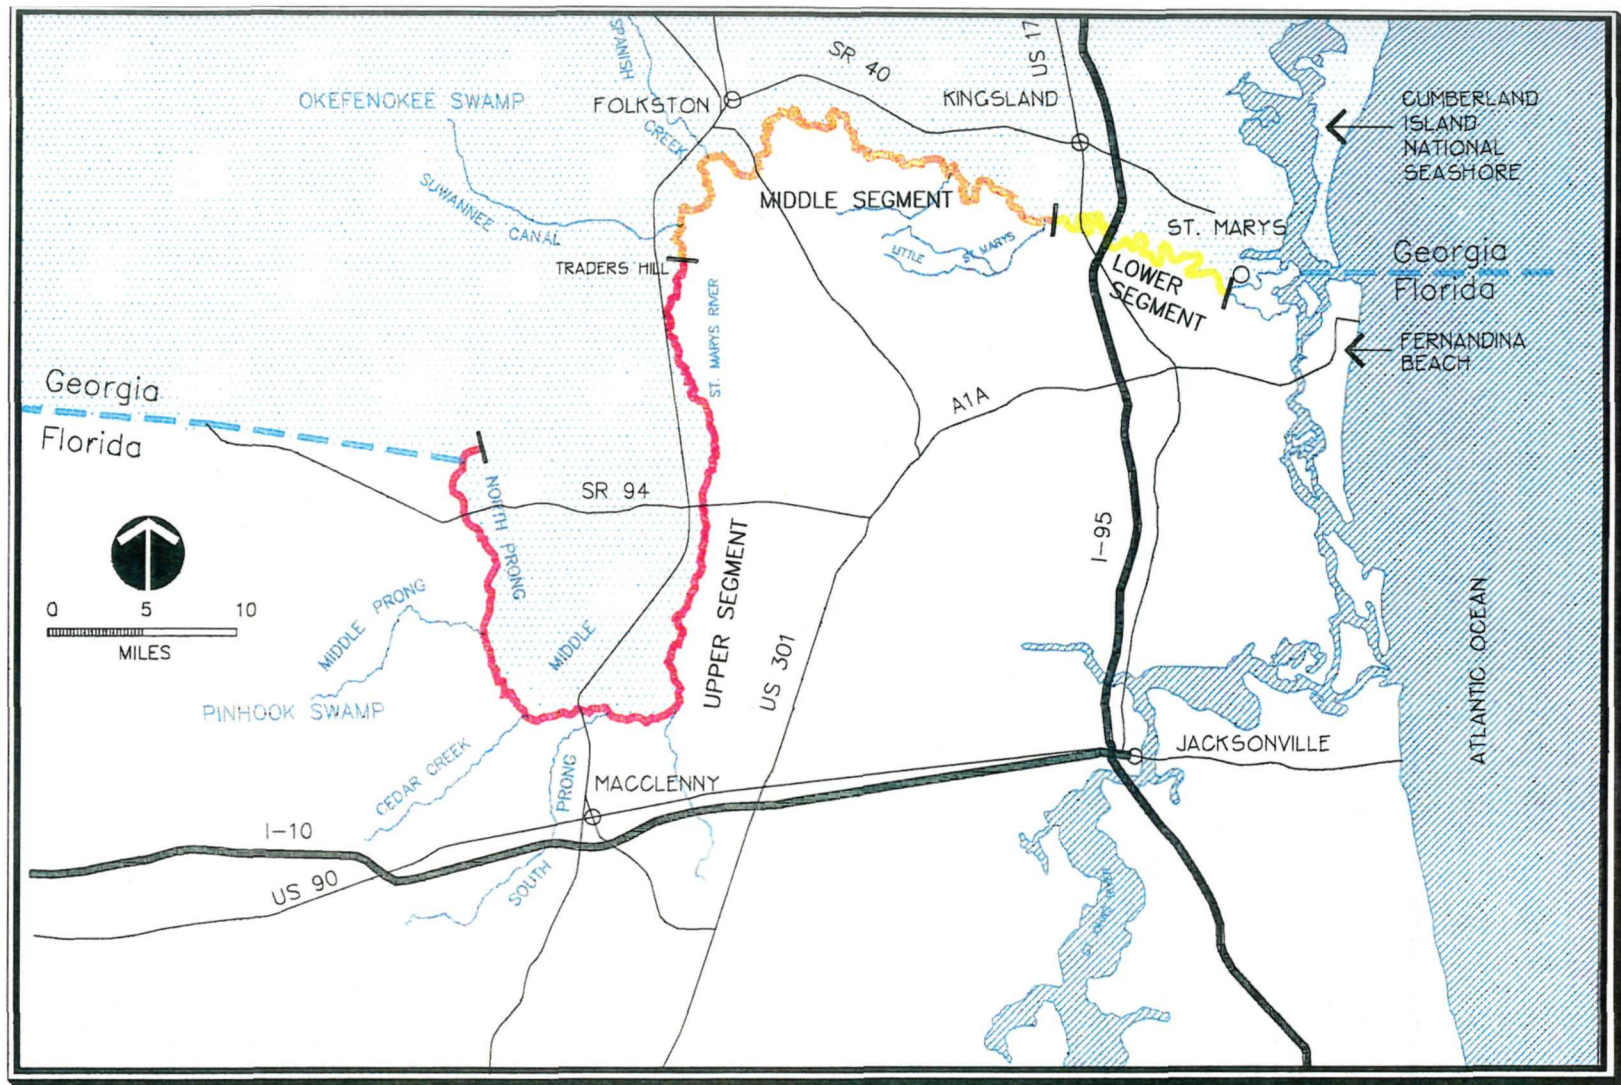 SPANISH
CREEK
US 17
SR 40
OKEFENOKEE SWAMP
FOLKSTON
KINGSLAND
CUMBERLAND
ISLAND
NATIONAL
SEASHORE
SUWANNEE CANAL
MIDDLE SEGMENT
ST. MARYS
LITTLE
ST. MARYS
TRADERS HILL
LOWER
SEGMENT
Georgia
Florida
ST. MARYS RIVER
FERNANDINA
BEACH
Georgia
Florida
A1A
SR 94
NORTH PRONG
I-95
0 5 10
MILES
MIDDLE PRONG
MIDDLE
UPPER SEGMENT
US 301
ATLANTIC OCEAN
PINHOOK SWAMP
CEDAR CREEK
PRONG
MACCLENNY
JACKSONVILLE
I-10
US 90
SOUTH
ST. JOHNS RIVER